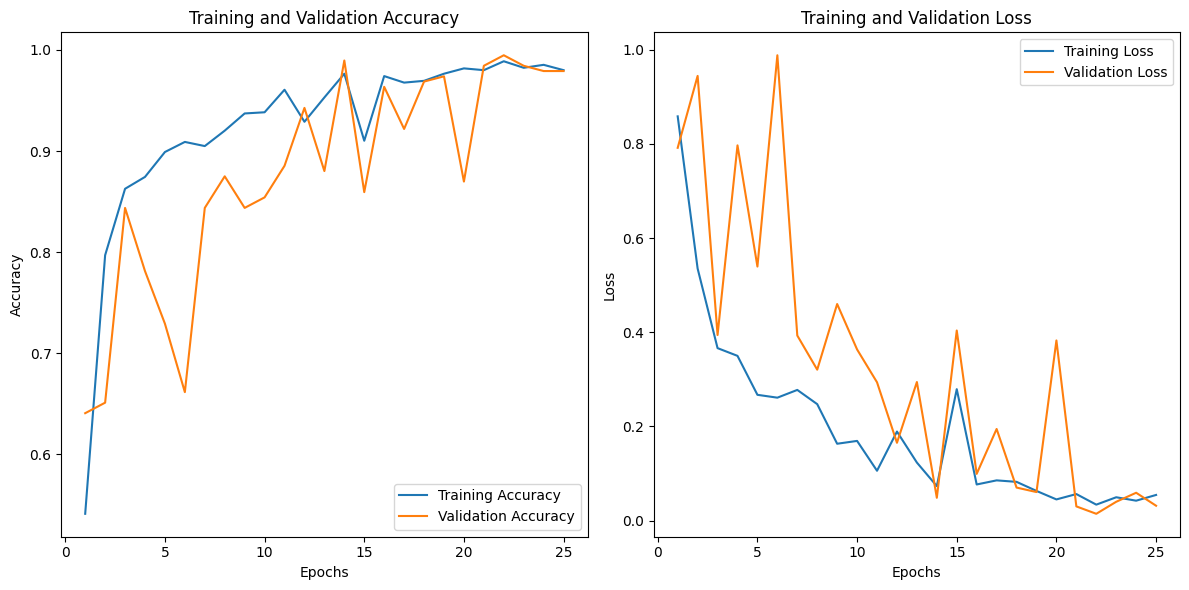 Training and Validation Accuracy
1.0
0.9
0.8
0.7
0.6
Accuracy
0
5
10
15
20
25
Epochs
Training Accuracy
Validation Accuracy
Training and Validation Loss
1.0
0.8
0.6
0.4
0.2
0.0
Loss
0
5
10
15
20
25
Epochs
Training Loss
Validation Loss